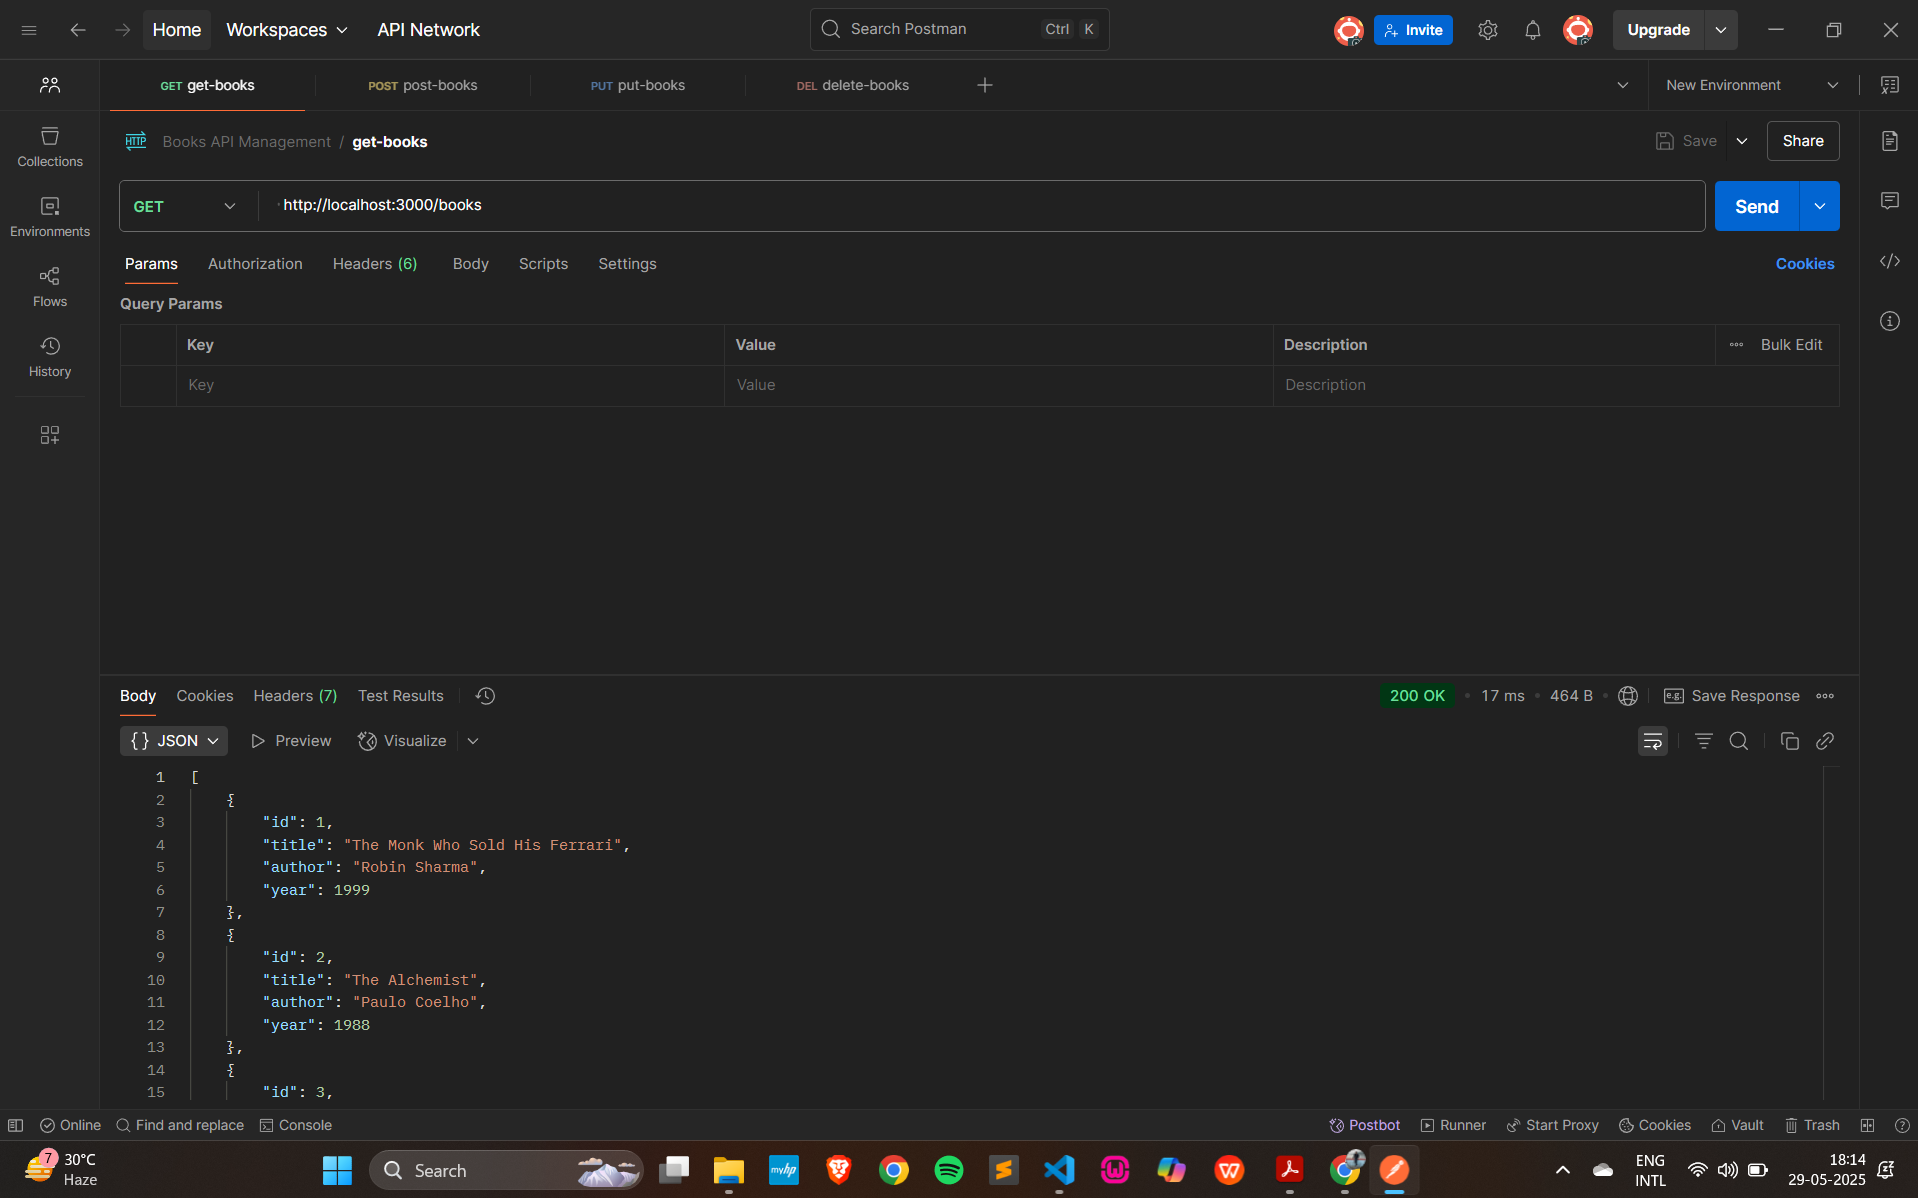 Home Workspaces API Network Search Postman Ctrl K Invite Upgrade
GET get-books POST post-books PUT put-books DEL delete-books New Environment
HTTP Books API Management / get-books Save Share
Collections
Environments
Flows
History
GET http://localhost:3000/books Send
Params Authorization Headers (6) Body Scripts Settings Cookies
Query Params
Key Value Description Bulk Edit
Key Value Description
Body Cookies Headers (7) Test Results 200 OK • 17 ms • 464 B • e.g. Save Response
{} JSON Preview Visualize
1 [
2 {
3 "id": 1,
4 "title": "The Monk Who Sold His Ferrari",
5 "author": "Robin Sharma",
6 "year": 1999
7 },
8 {
9 "id": 2,
10 "title": "The Alchemist",
11 "author": "Paulo Coelho",
12 "year": 1988
13 },
14 {
15 "id": 3,
Online Find and replace Console Postbot Runner Start Proxy Cookies Vault Trash
7 30°C
Haze
Search
myhp
ENG
INTL
18:14
29-05-2025